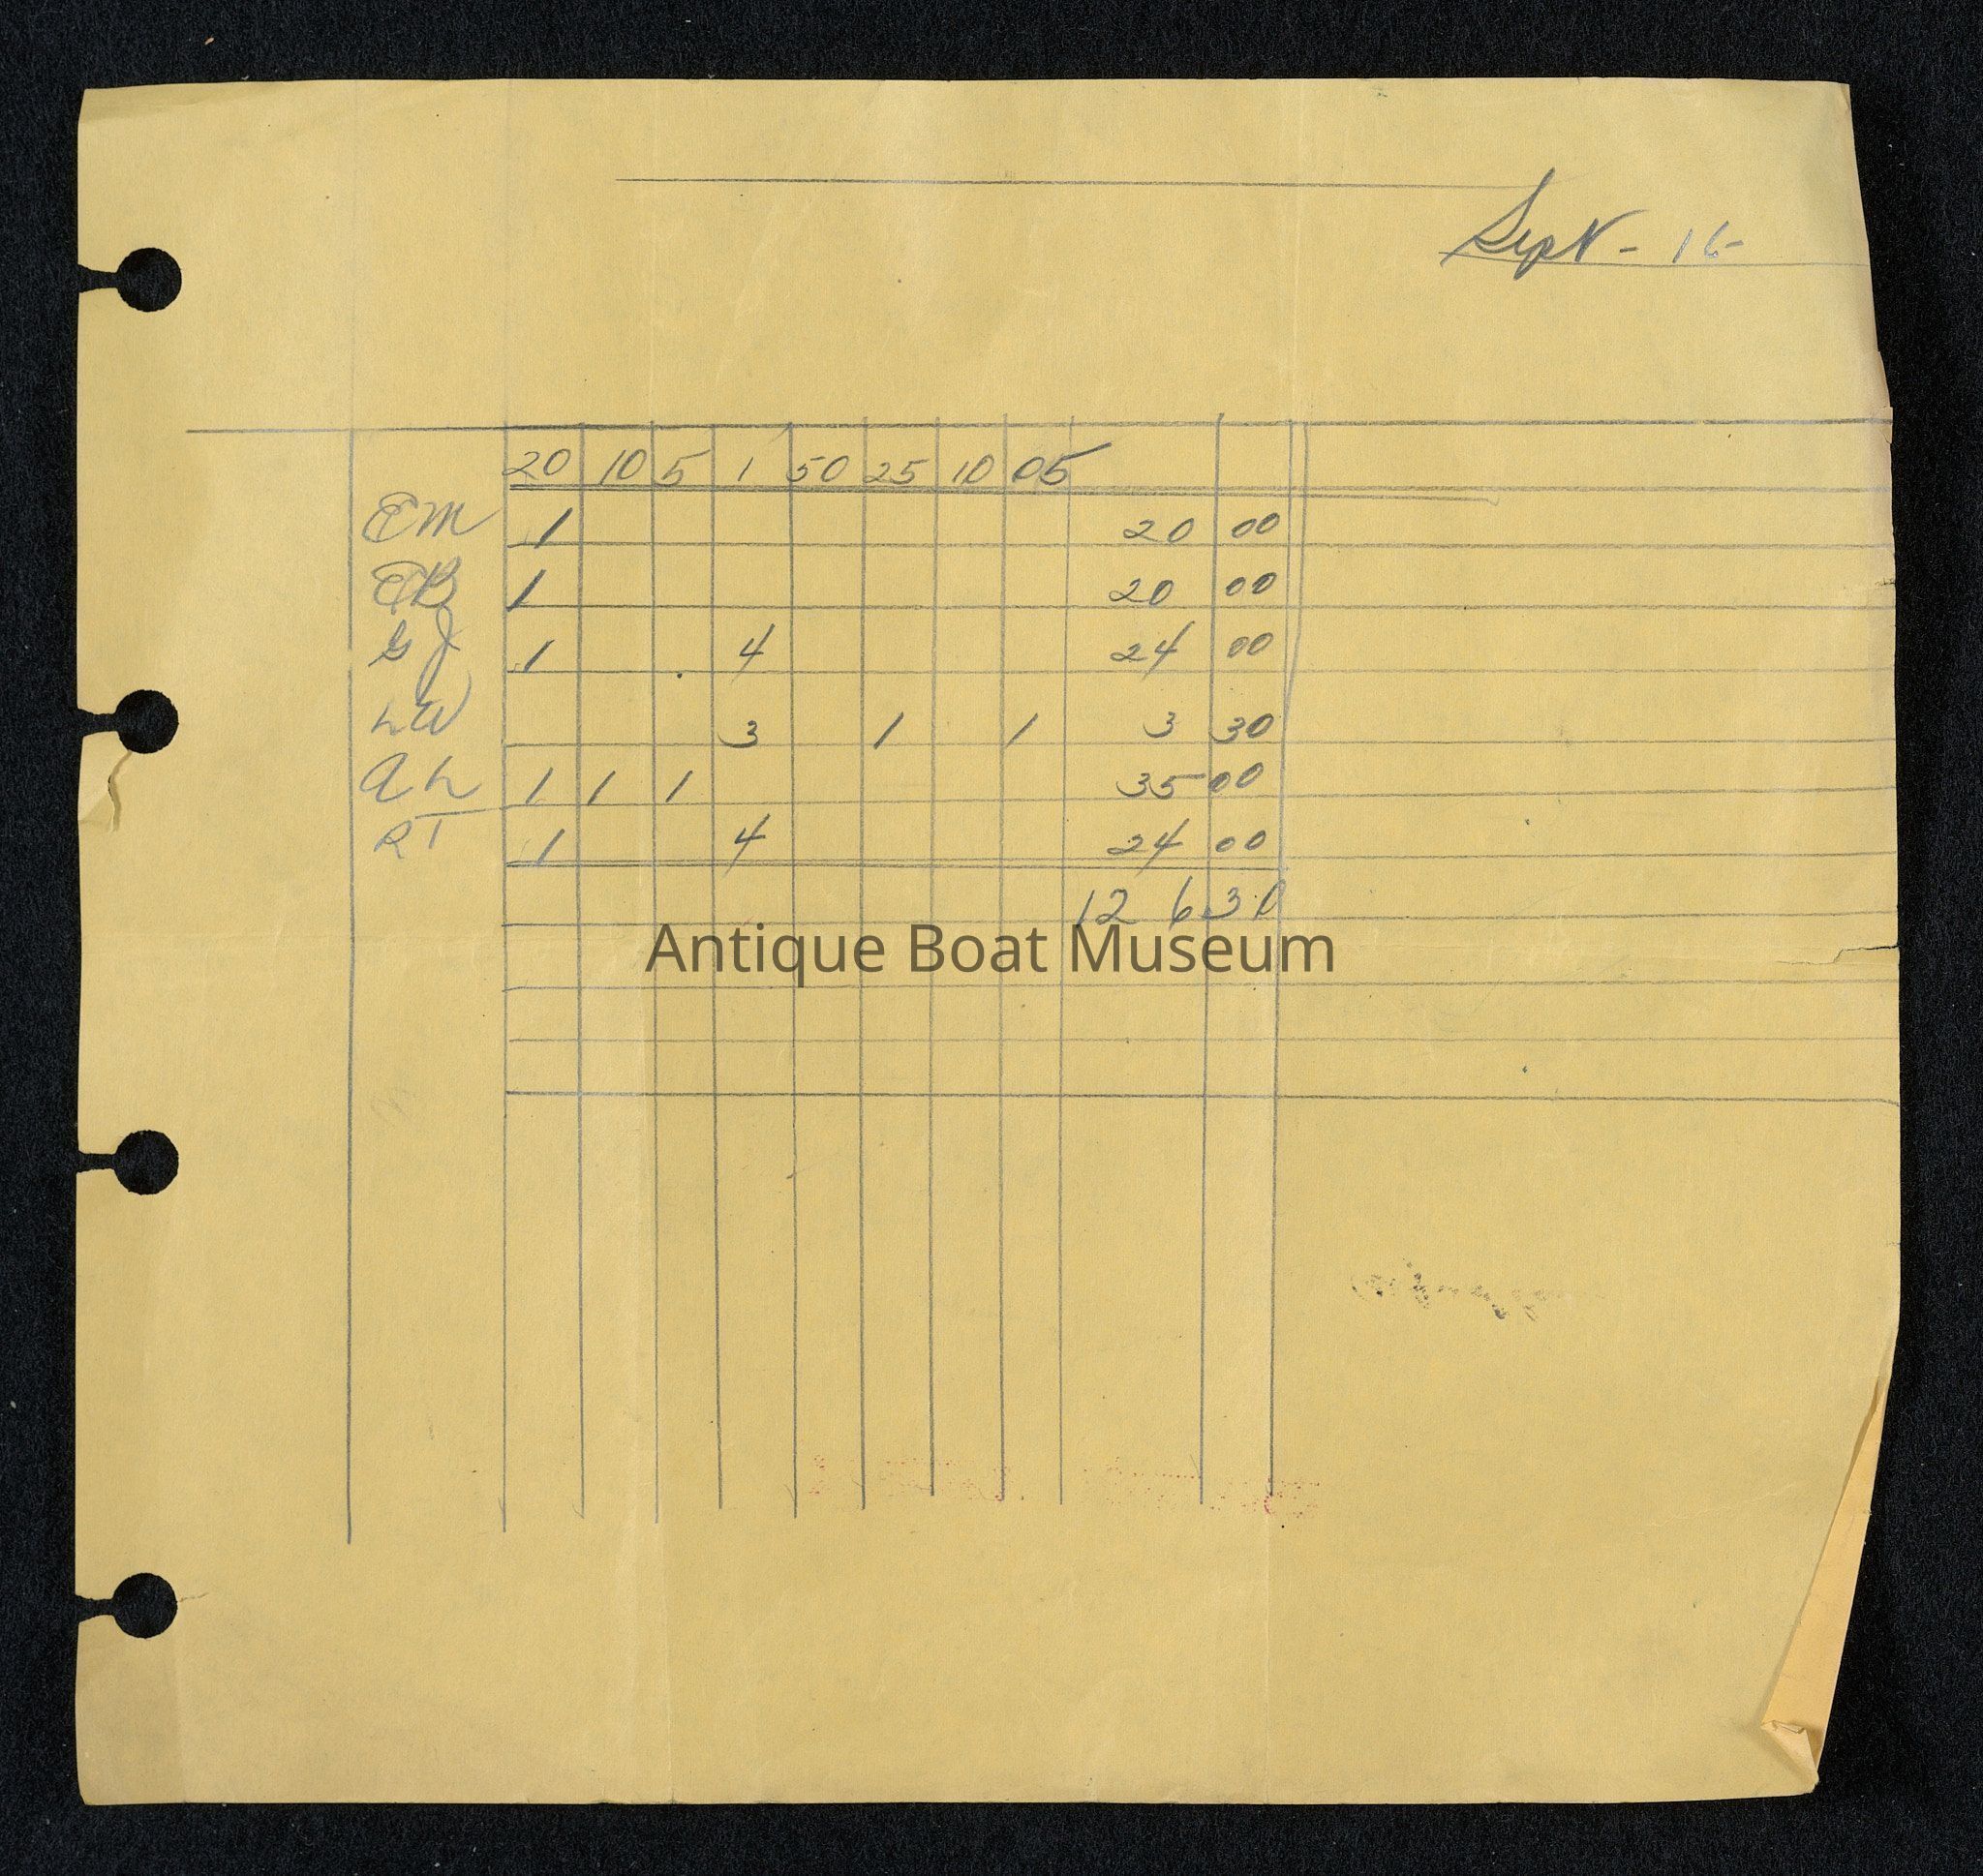 Sept - 16
20 10 5 1 50 25 10 05
EM 1 20 00
EB 1 20 00
GJ 1 4 24 00
LW 3 1 1 3 30
AL 1 1 1 35 00
RT 1 4 24 00
126.30
Antique Boat Museum